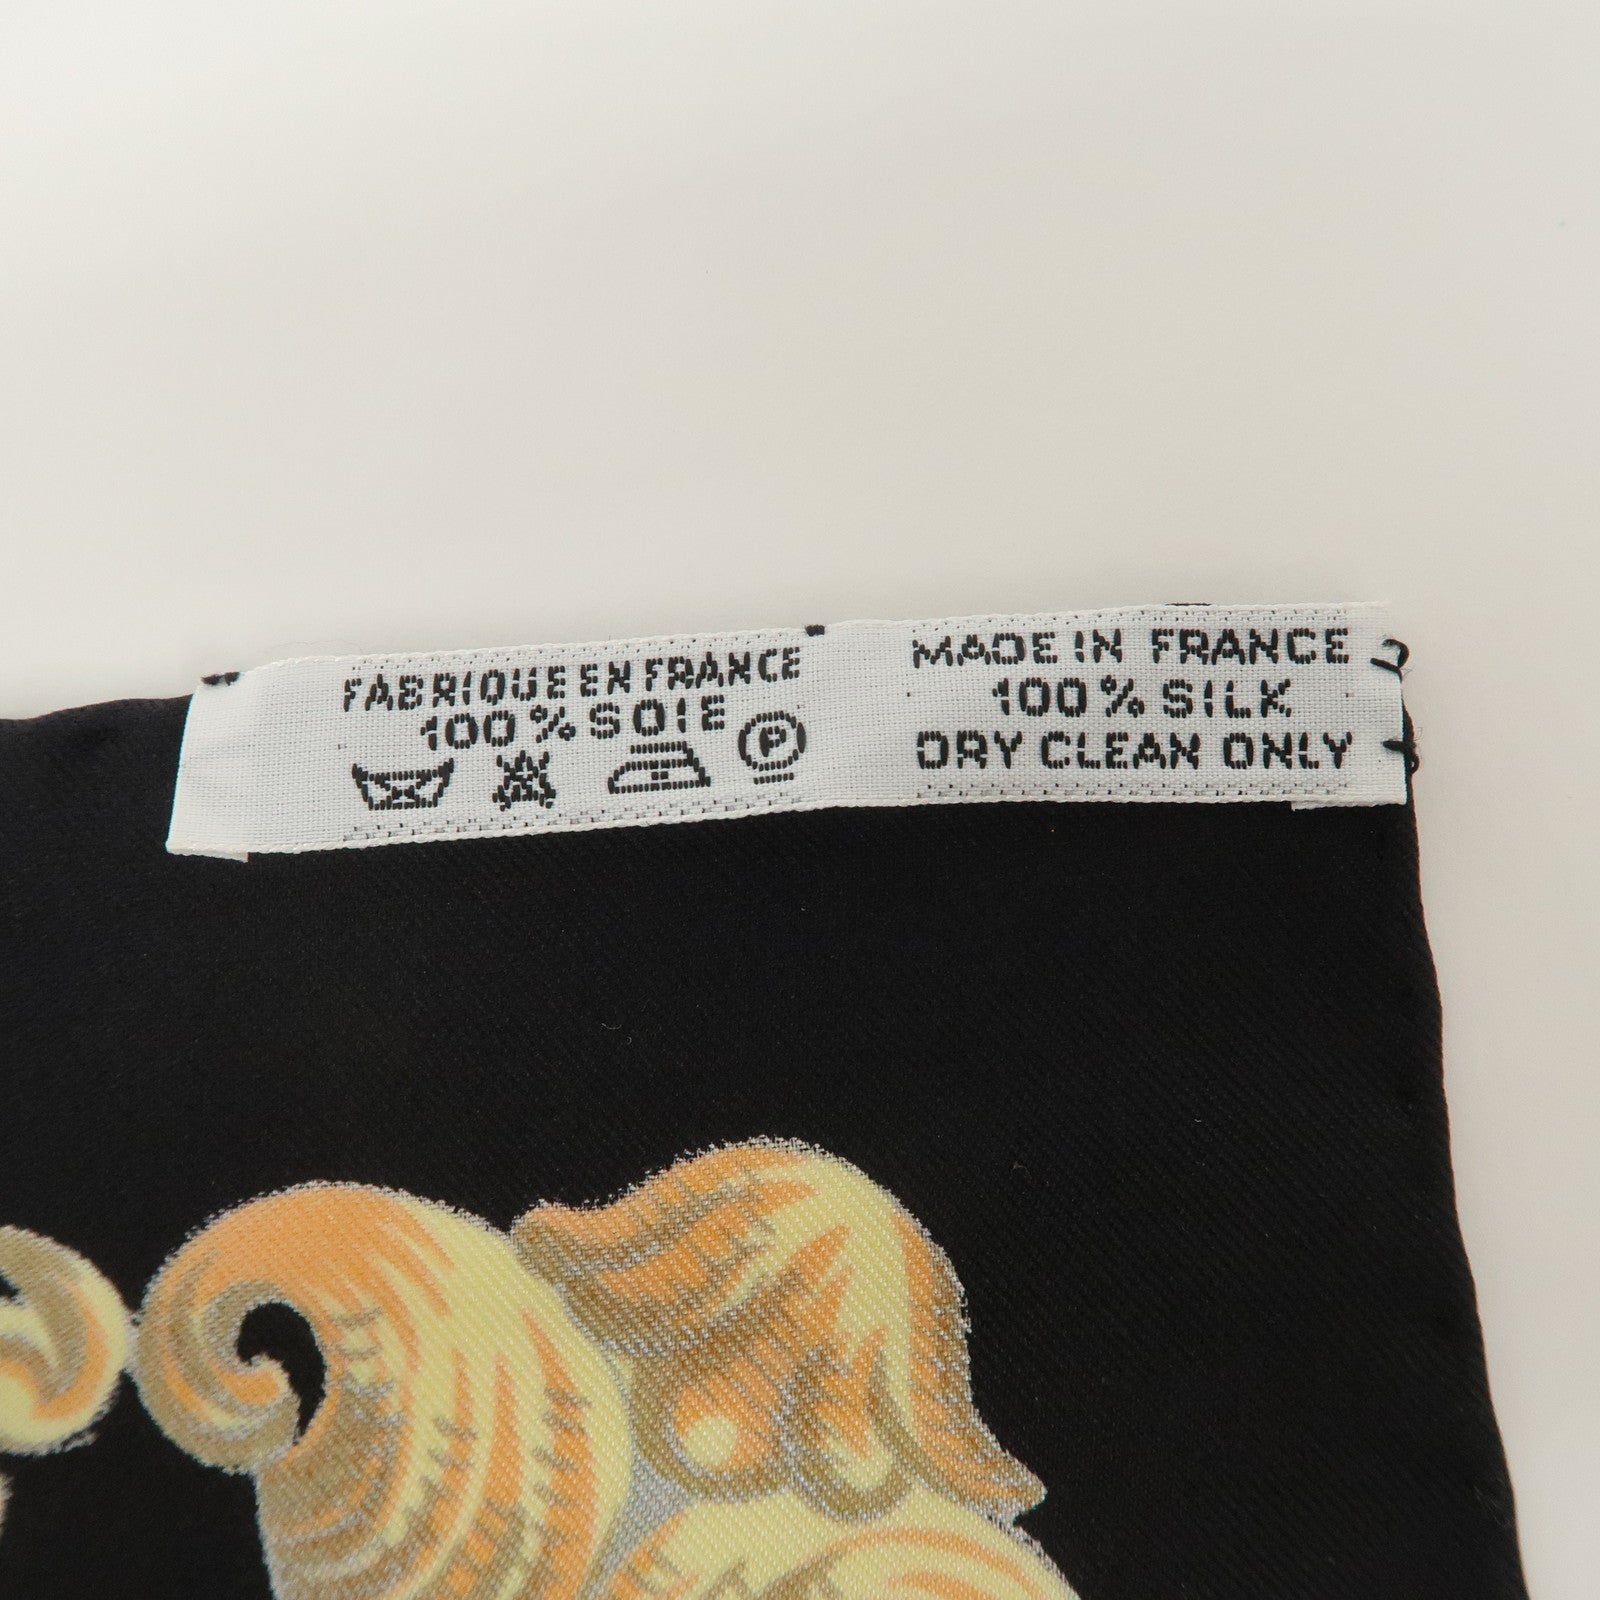 FABRIQUE EN FRANCE
100% SOIE
P
MADE IN FRANCE
100% SILK
DRY CLEAN ONLY